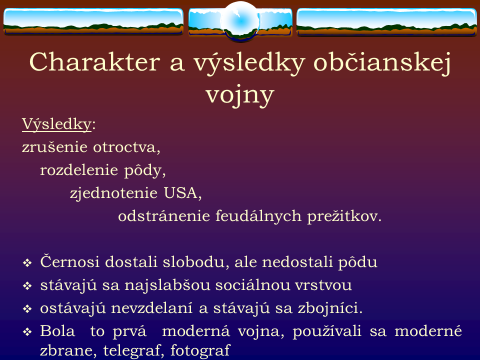 Charakter a výsledky občianskej
vojny
Výsledky:
zrušenie otroctva,
rozdelenie pôdy,
zjednotenie USA,
odstránenie feudálnych prežitkov.
❖ Černosi dostali slobodu, ale nedostali pôdu
❖ stávajú sa najslabšou sociálnou vrstvou
❖ ostávajú nevzdelaní a stávajú sa zbojníci.
❖ Bola to prvá moderná vojna, používali sa moderné
zbrane, telegraf, fotograf